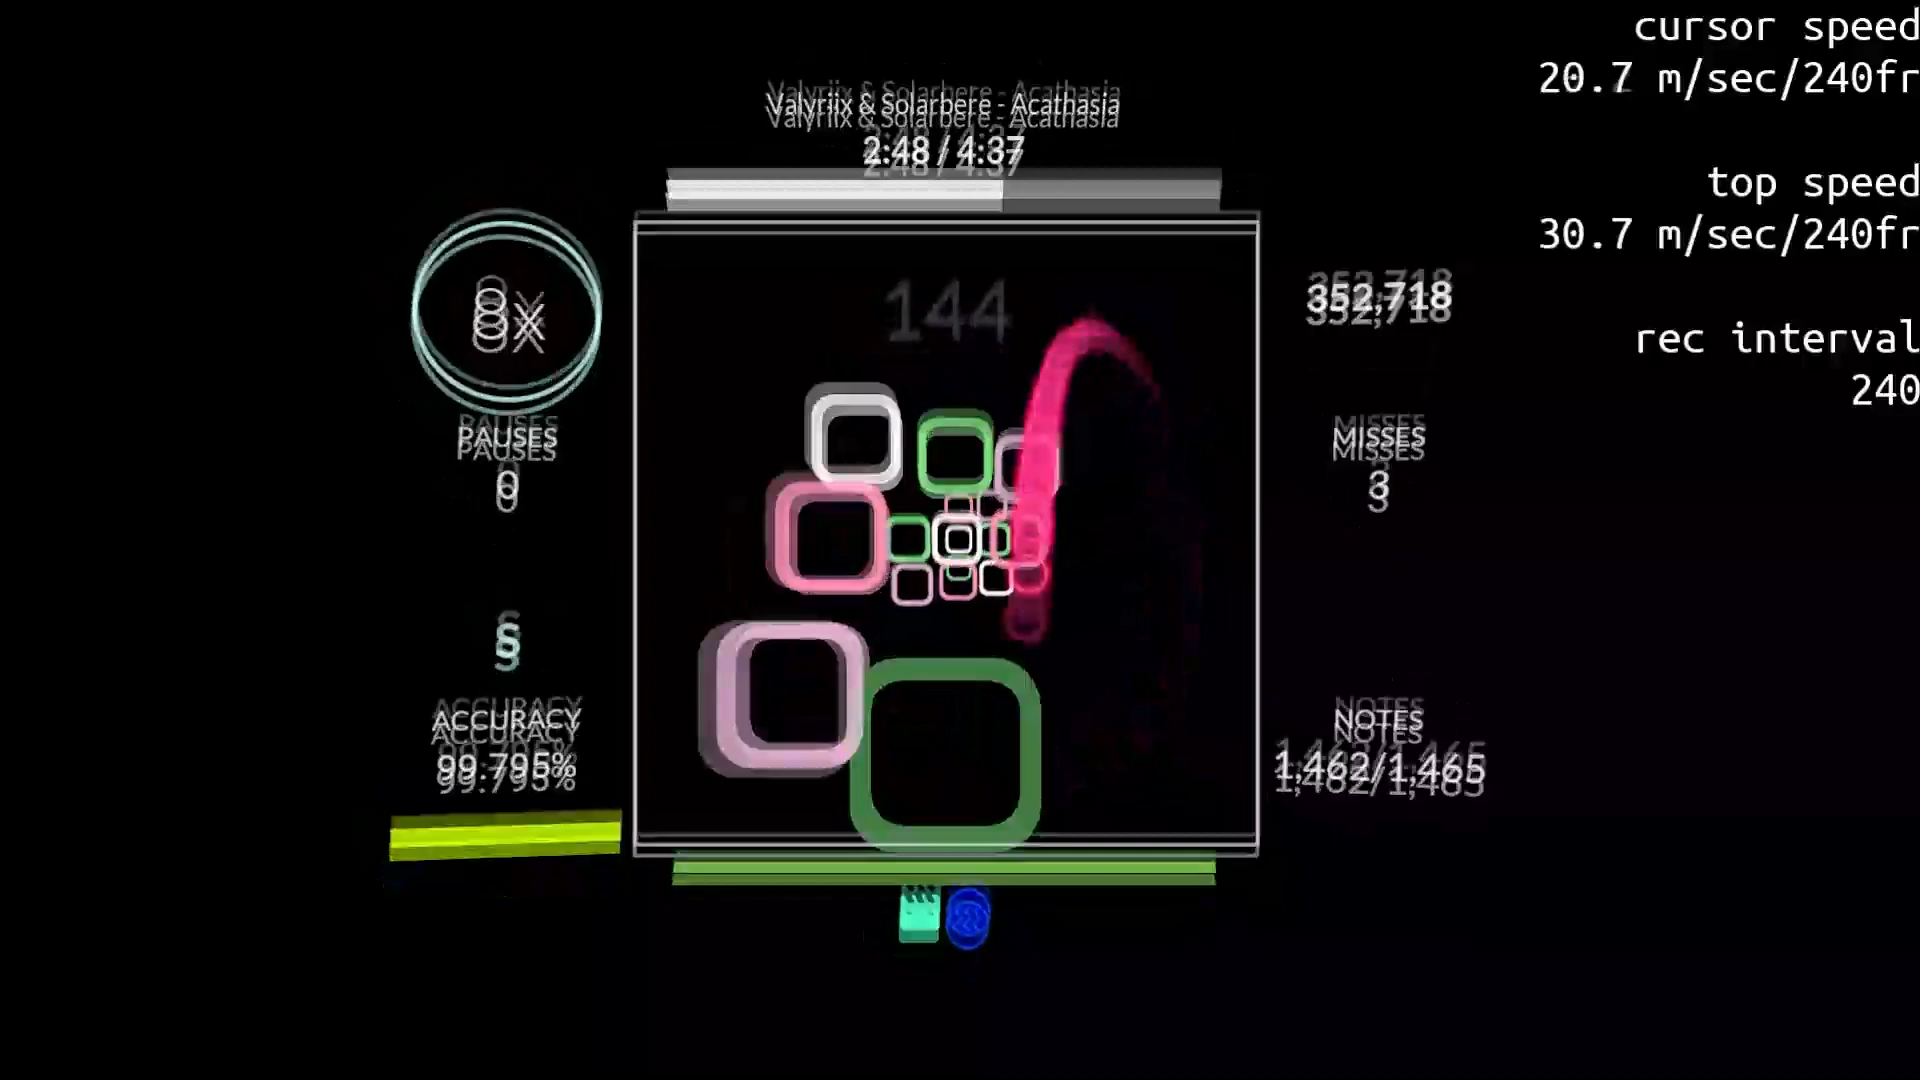 cursor speed
20.7 m/sec/240fr
top speed
30.7 m/sec/240fr
rec interval
240
Valyriix & Solarbere - Acathasia
2:48 / 4:37
8x
144
352,718
PAUSES
0
MISSES
3
S
ACCURACY
99.795%
NOTES
1,462/1,465